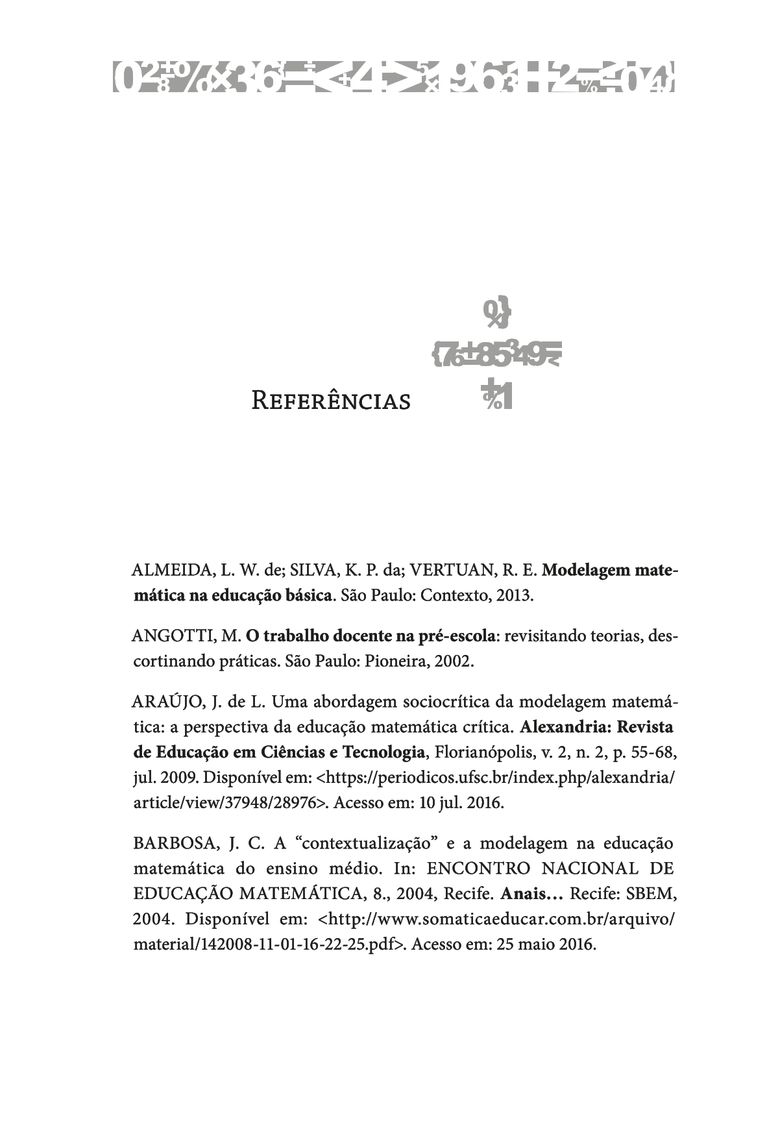 Referências
ALMEIDA, L. W. de; SILVA, K. P. da; VERTUAN, R. E. Modelagem mate-
mática na educação básica. São Paulo: Contexto, 2013.
ANGOTTI, M. O trabalho docente na pré-escola: revisitando teorias, des-
cortinando práticas. São Paulo: Pioneira, 2002.
ARAÚJO, J. de L. Uma abordagem sociocrítica da modelagem matemá-
tica: a perspectiva da educação matemática crítica. Alexandria: Revista
de Educação em Ciências e Tecnologia, Florianópolis, v. 2, n. 2, p. 55-68,
jul. 2009. Disponível em: <https://periodicos.ufsc.br/index.php/alexandria/
article/view/37948/28976>. Acesso em: 10 jul. 2016.
BARBOSA, J. C. A “contextualização” e a modelagem na educação
matemática do ensino médio. In: ENCONTRO NACIONAL DE
EDUCAÇÃO MATEMÁTICA, 8., 2004, Recife. Anais… Recife: SBEM,
2004. Disponível em: <http://www.somaticaeducar.com.br/arquivo/
material/142008-11-01-16-22-25.pdf>. Acesso em: 25 maio 2016.